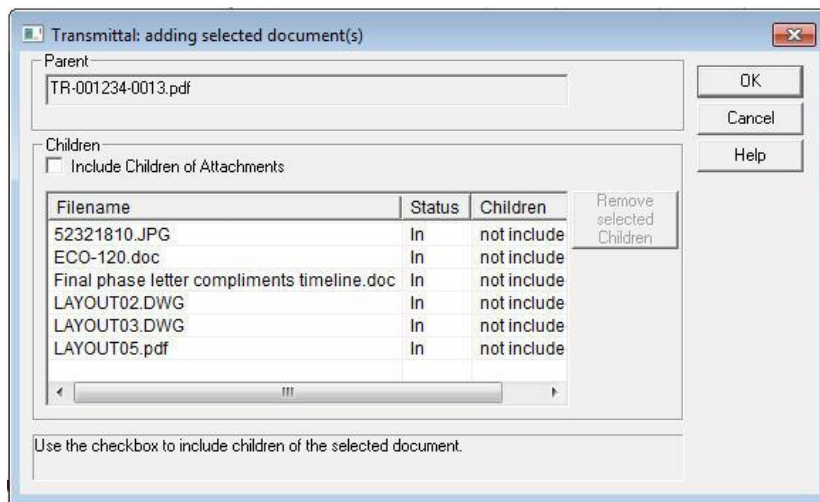 Transmittal: adding selected document(s)
Parent
TR-001234-0013.pdf
OK
Cancel
Help
Children
Include Children of Attachments
Filename Status Children
52321810.JPG In not include
ECO-120.doc In not include
Final phase letter compliments timeline.doc In not include
LAYOUT02.DWG In not include
LAYOUT03.DWG In not include
LAYOUT05.pdf In not include
Remove
selected
Children
Use the checkbox to include children of the selected document.